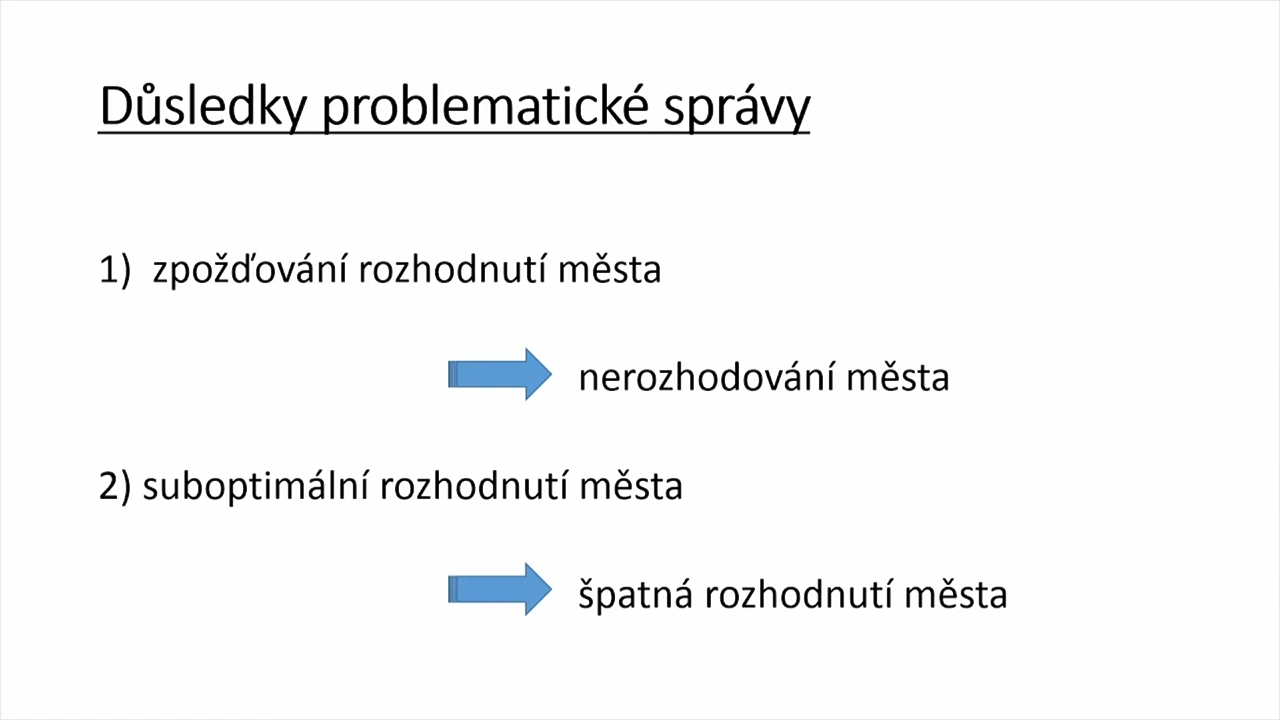 Důsledky problematické správy
1) zpožďování rozhodnutí města
nerozhodování města
2) suboptimální rozhodnutí města
špatná rozhodnutí města